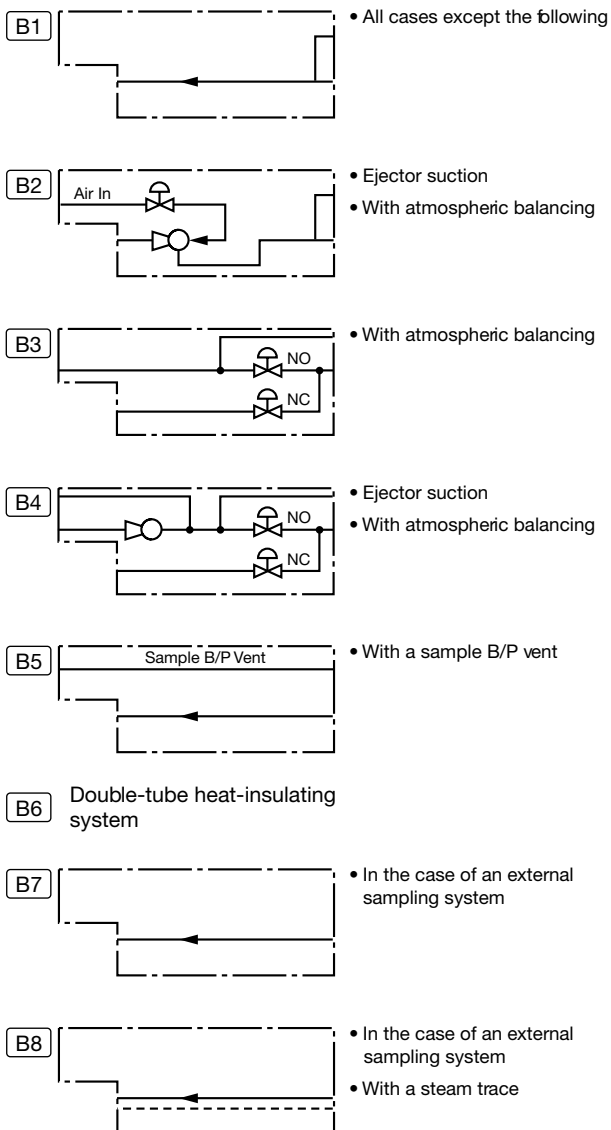 B1
• All cases except the following
B2
Air In
• Ejector suction
• With atmospheric balancing
B3
NO
NC
• With atmospheric balancing
B4
NO
NC
• Ejector suction
• With atmospheric balancing
B5
Sample B/P Vent
• With a sample B/P vent
B6
Double-tube heat-insulating
system
B7
• In the case of an external
sampling system
B8
• In the case of an external
sampling system
• With a steam trace